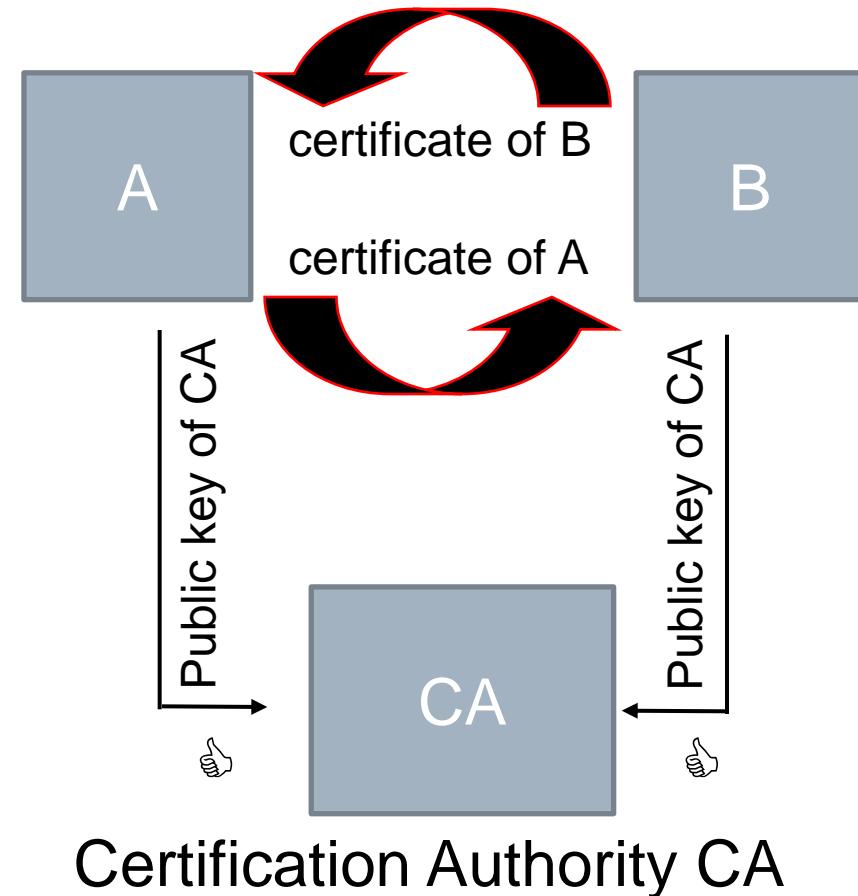 certificate of B
A
B
certificate of A
Public key of CA
Public key of CA
CA
Certification Authority CA